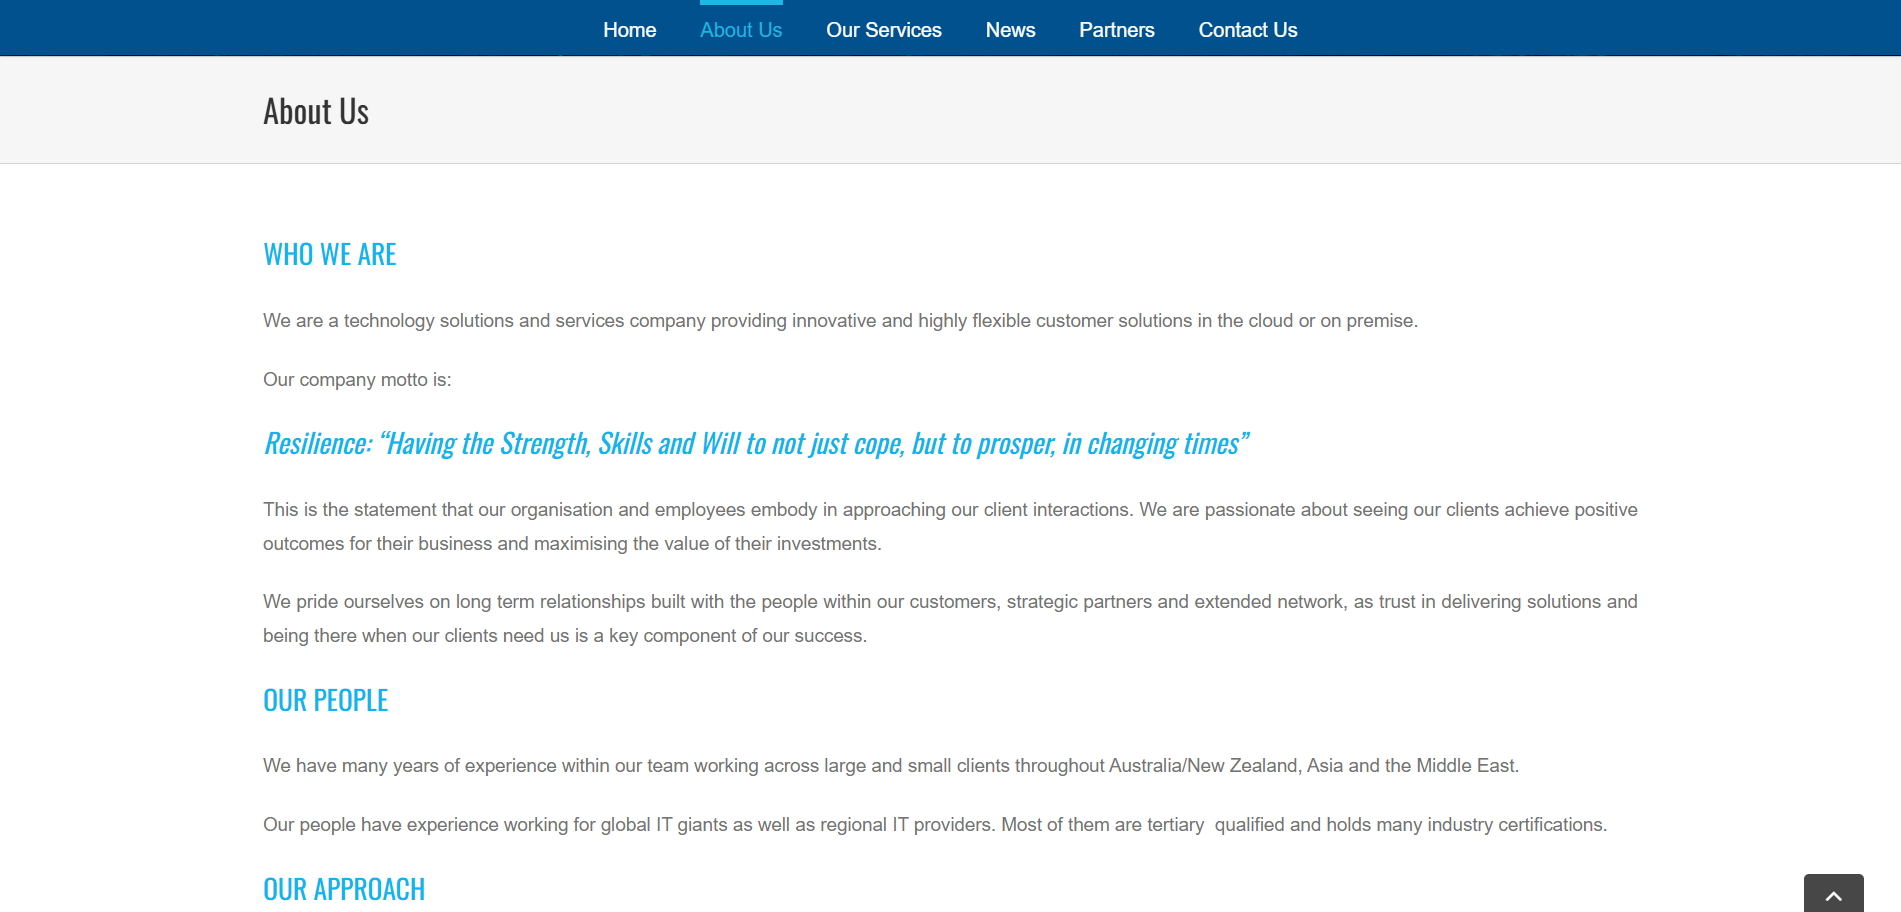 Home About Us Our Services News Partners Contact Us
About Us
WHO WE ARE
We are a technology solutions and services company providing innovative and highly flexible customer solutions in the cloud or on premise.
Our company motto is:
Resilience: “Having the Strength, Skills and Will to not just cope, but to prosper, in changing times”
This is the statement that our organisation and employees embody in approaching our client interactions. We are passionate about seeing our clients achieve positive
outcomes for their business and maximising the value of their investments.
We pride ourselves on long term relationships built with the people within our customers, strategic partners and extended network, as trust in delivering solutions and
being there when our clients need us is a key component of our success.
OUR PEOPLE
We have many years of experience within our team working across large and small clients throughout Australia/New Zealand, Asia and the Middle East.
Our people have experience working for global IT giants as well as regional IT providers. Most of them are tertiary  qualified and holds many industry certifications.
OUR APPROACH